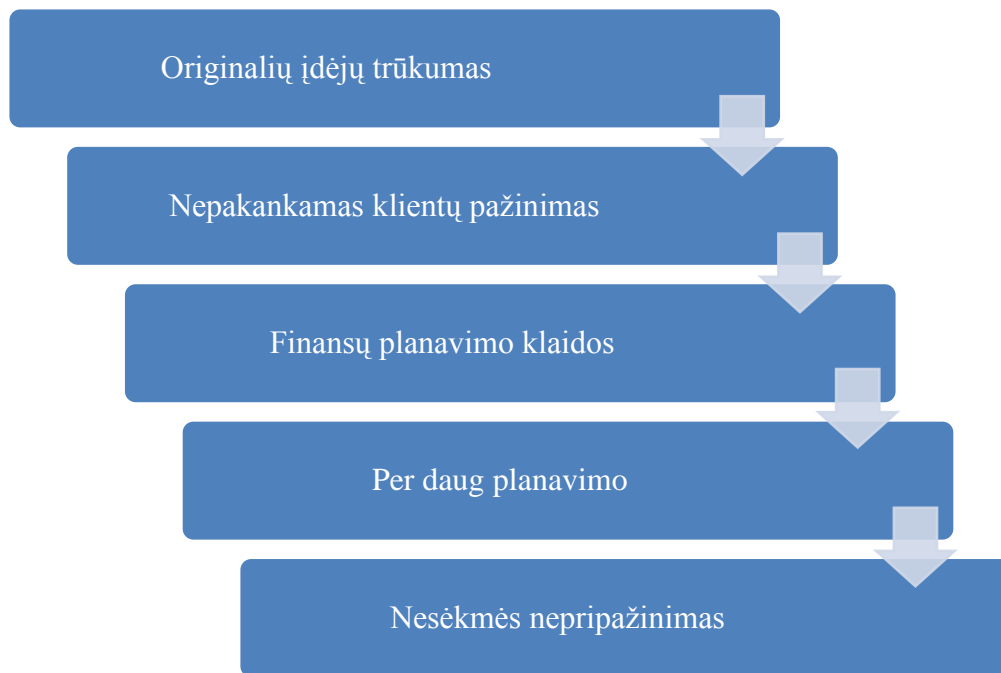 Originalių įdėjų trūkumas
Nepakankamas klientų pažinimas
Finansų planavimo klaidos
Per daug planavimo
Nesėkmės nepripažinimas